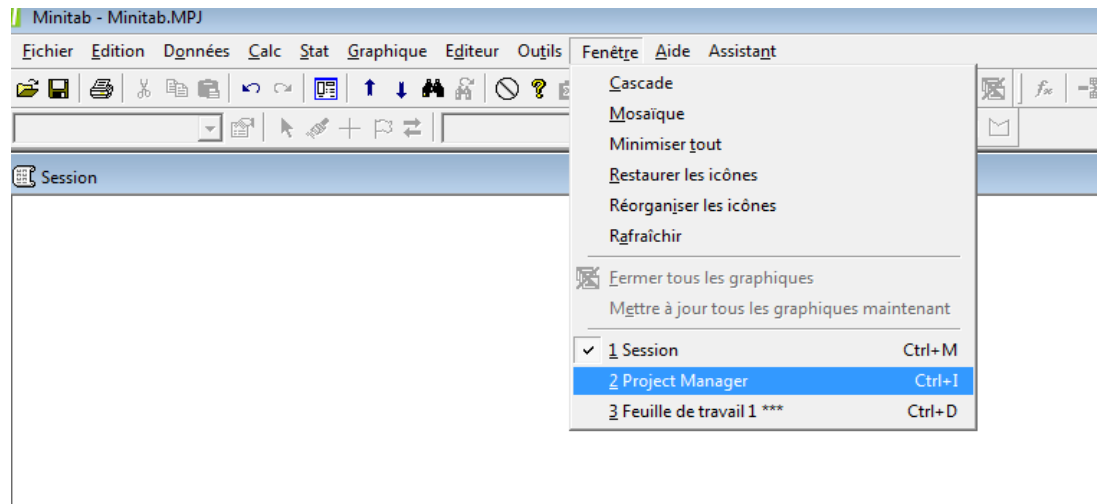 Minitab - Minitab.MPJ
Fichier Edition Données Calc Stat Graphique Editeur Outils Fenêtre Aide Assistant
Cascade
Mosaïque
Minimiser tout
Restaurer les icônes
Réorganiser les icônes
Rafraîchir
Fermer tous les graphiques
Mettre à jour tous les graphiques maintenant
1 Session Ctrl+M
2 Project Manager Ctrl+I
3 Feuille de travail 1 *** Ctrl+D
Session